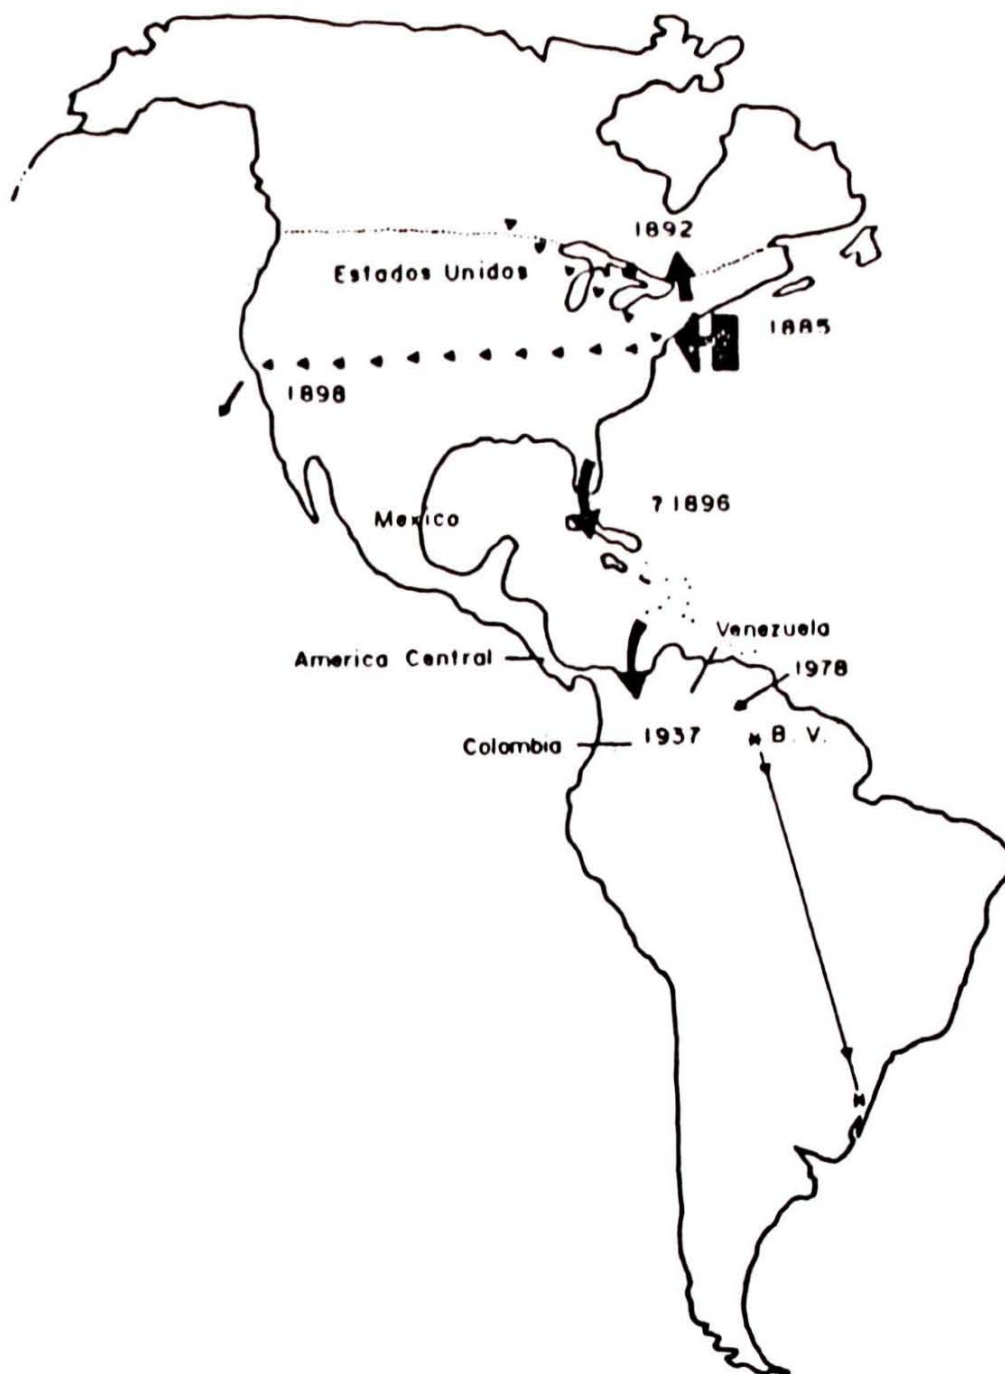 1892
Estados Unidos
1885
1898
? 1896
Mexico
Venezuela
America Central
1978
Colombia
1937
B. V.